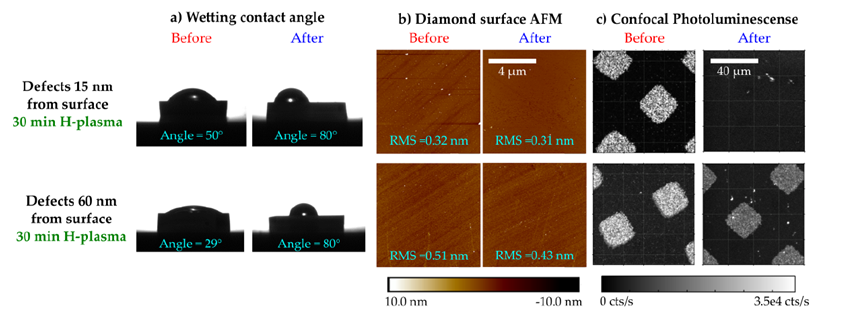 a) Wetting contact angle
b) Diamond surface AFM
c) Confocal Photoluminescense
Before
After
Before
After
Before
After
Defects 15 nm
from surface
30 min H-plasma
Angle = 50°
Angle = 80°
4 µm
RMS =0.32 nm
RMS =0.31 nm
40 µm
Defects 60 nm
from surface
30 min H-plasma
Angle = 29°
Angle = 80°
RMS =0.51 nm
RMS =0.43 nm
10.0 nm
-10.0 nm
0 cts/s
3.5e4 cts/s